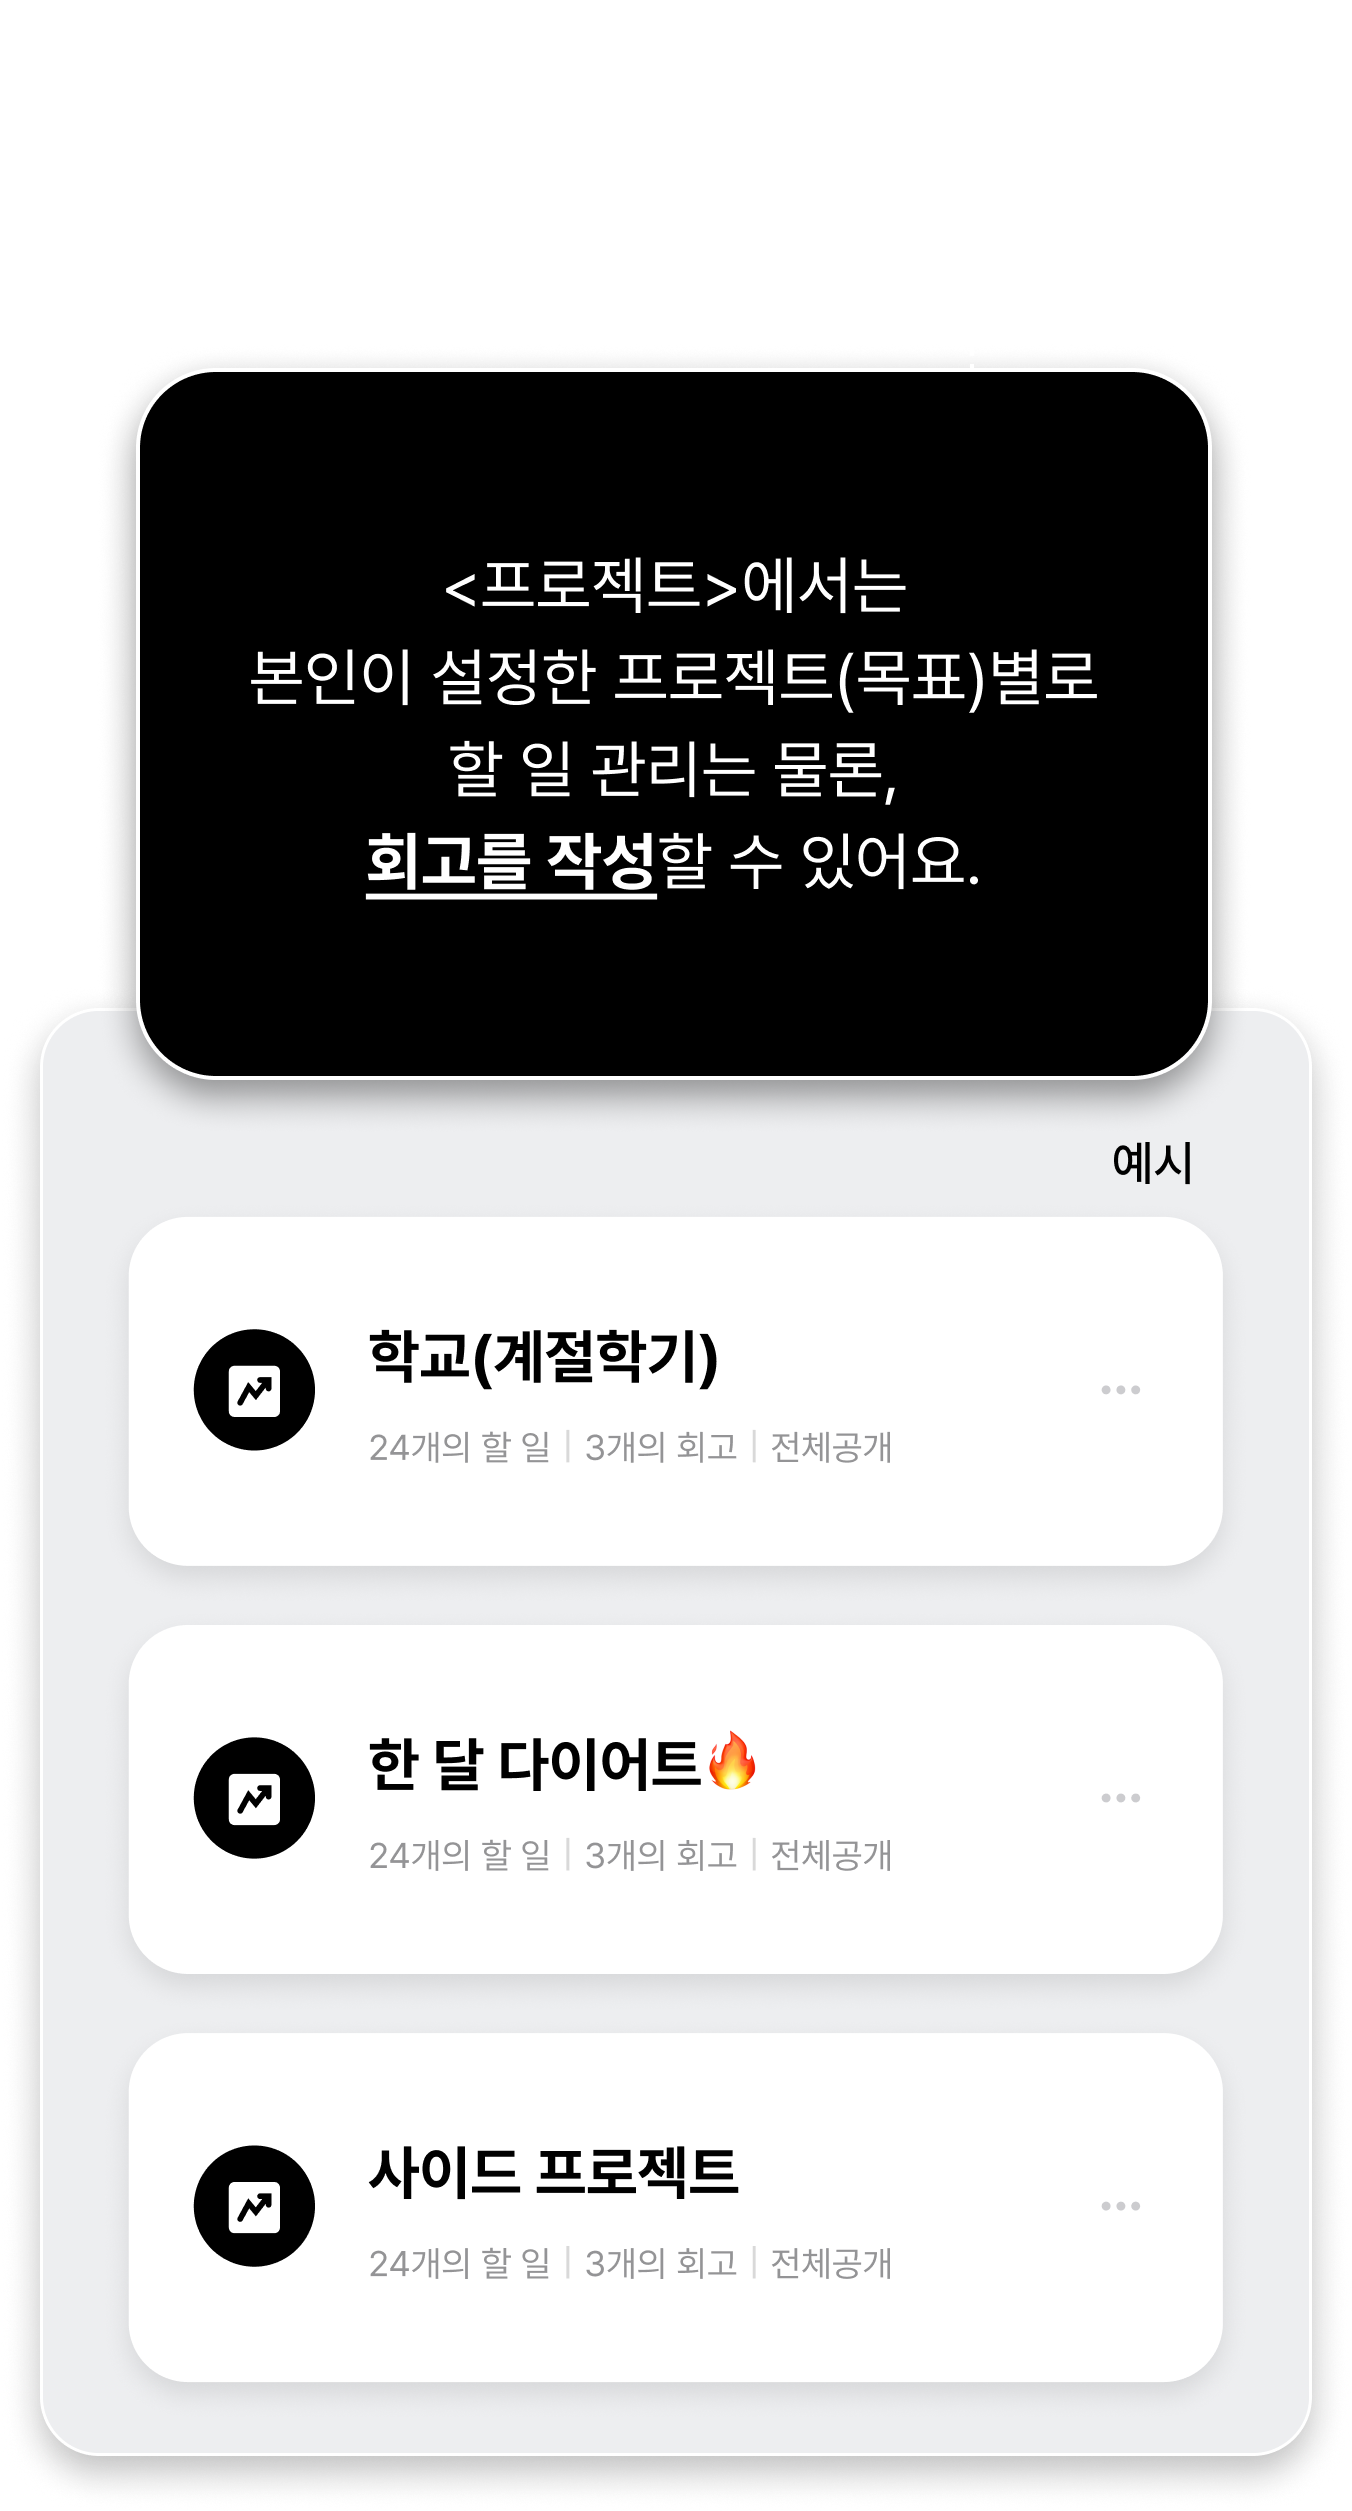 <프로젝트>에서는
본인이 설정한 프로젝트(목표)별로
할 일 관리는 물론,
회고를 작성할 수 있어요.
예시
학교(계절학기)
24개의 할 일 | 3개의 회고 | 전체공개
한 달 다이어트🔥
24개의 할 일 | 3개의 회고 | 전체공개
사이드 프로젝트
24개의 할 일 | 3개의 회고 | 전체공개